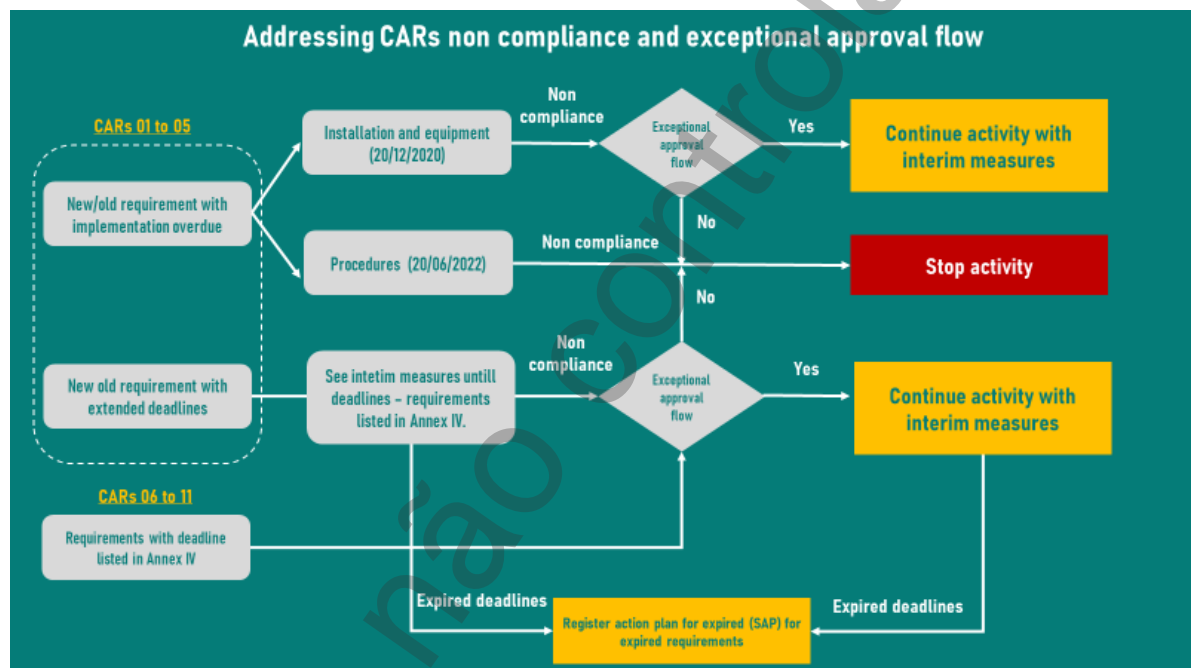 Addressing CARs non compliance and exceptional approval flow
CARs 01 to 05
New/old requirement with
implementation overdue
Installation and equipment
(20/12/2020)
Non
compliance
Exceptional
approval
flow
Yes
Continue activity with
interim measures
No
Procedures (20/06/2022)
Non compliance
Stop activity
No
New old requirement with
extended deadlines
See intetim measures untill
deadlines – requirements
listed in Annex IV.
Non
compliance
Exceptional
approval
flow
Yes
Continue activity with
interim measures
CARs 06 to 11
Requirements with deadline
listed in Annex IV
Expired deadlines
Register action plan for expired (SAP) for
expired requirements
Expired deadlines
não controla